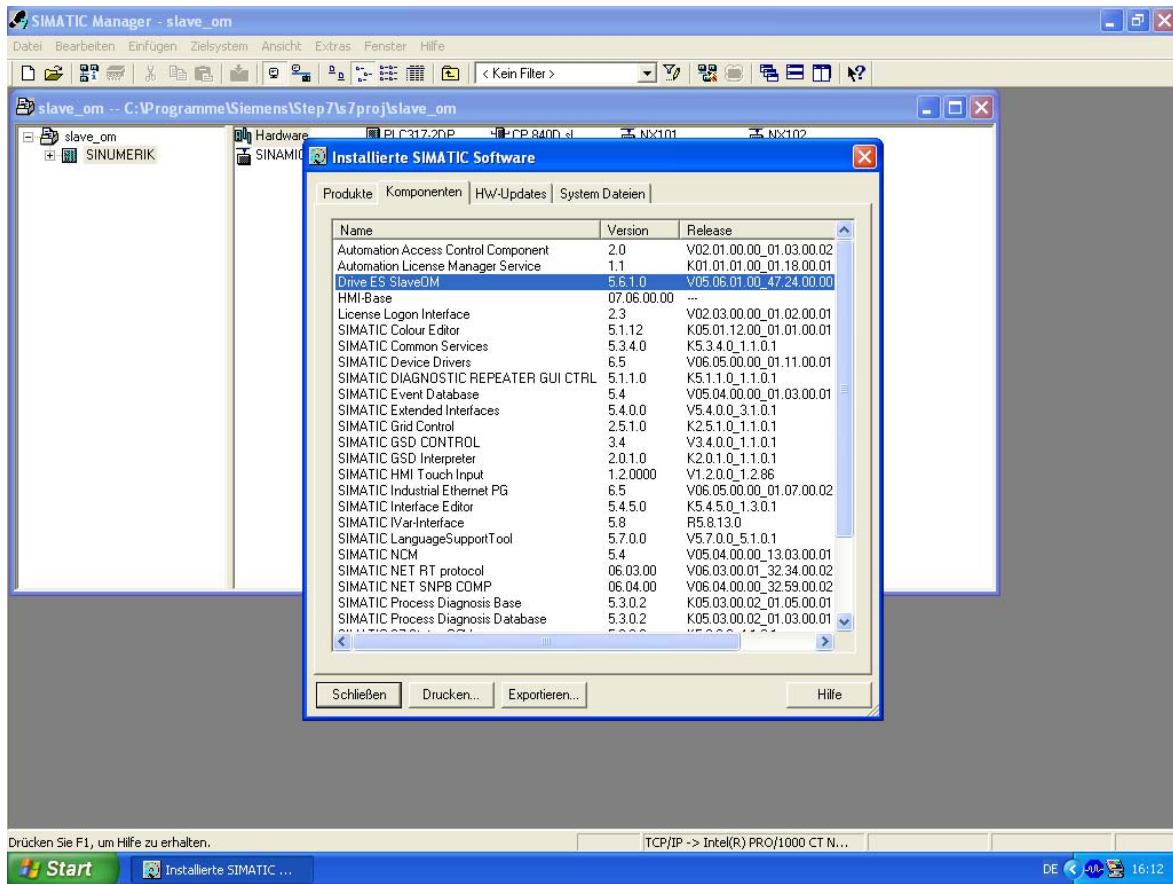 SIMATIC Manager - slave_om
Datei Bearbeiten Einfügen Zielsystem Ansicht Extras Fenster Hilfe
< Kein Filter >
slave_om -- C:\Programme\Siemens\Step7\s7proj\slave_om
slave_om
SINUMERIK
Hardware PLC317-2DP CP 840D sl NX101 NX102
Installierte SIMATIC Software
Produkte Komponenten HW-Updates System Dateien
Name Version Release
Automation Access Control Component 2.0 V02.01.00.00_01.03.00.02
Automation License Manager Service 1.1 K01.01.01.00_01.18.00.01
Drive ES SlaveOM 5.6.1.0 V05.06.01.00_47.24.00.00
HMI-Base 07.06.00.00 ---
License Logon Interface 2.3 V02.03.00.00_01.02.00.01
SIMATIC Colour Editor 5.1.12 K05.01.12.00_01.01.00.01
SIMATIC Common Services 5.3.4.0 K5.3.4.0_1.1.0.1
SIMATIC Device Drivers 6.5 V06.05.00.00_01.11.00.01
SIMATIC DIAGNOSTIC REPEATER GUI CTRL 5.1.1.0 K5.1.1.0_1.1.0.1
SIMATIC Event Database 5.4 V05.04.00.00_01.03.00.01
SIMATIC Extended Interfaces 5.4.0.0 V5.4.0.0_3.1.0.1
SIMATIC Grid Control 2.5.1.0 K2.5.1.0_1.1.0.1
SIMATIC GSD CONTROL 3.4 V3.4.0.0_1.1.0.1
SIMATIC GSD Interpreter 2.0.1.0 K2.0.1.0_1.1.0.1
SIMATIC HMI Touch Input 1.2.0000 V1.2.0.0_1.2.86
SIMATIC Industrial Ethernet PG 6.5 V06.05.00.00_01.07.00.02
SIMATIC Interface Editor 5.4.5.0 K5.4.5.0_1.3.0.1
SIMATIC IVar-Interface 5.8 R5.8.13.0
SIMATIC LanguageSupportTool 5.7.0.0 V5.7.0.0_5.1.0.1
SIMATIC NCM 5.4 V05.04.00.00_13.03.00.01
SIMATIC NET RT protocol 06.03.00 V06.03.00.01_32.34.00.02
SIMATIC NET SNPB COMP 06.04.00 V06.04.00.00_32.59.00.02
SIMATIC Process Diagnosis Base 5.3.0.2 K05.03.00.02_01.05.00.01
SIMATIC Process Diagnosis Database 5.3.0.2 K05.03.00.02_01.03.00.01
Schließen Drucken... Exportieren... Hilfe
Drücken Sie F1, um Hilfe zu erhalten. TCP/IP -> Intel(R) PRO/1000 CT N...
Start Installierte SIMATIC ... DE 16:12